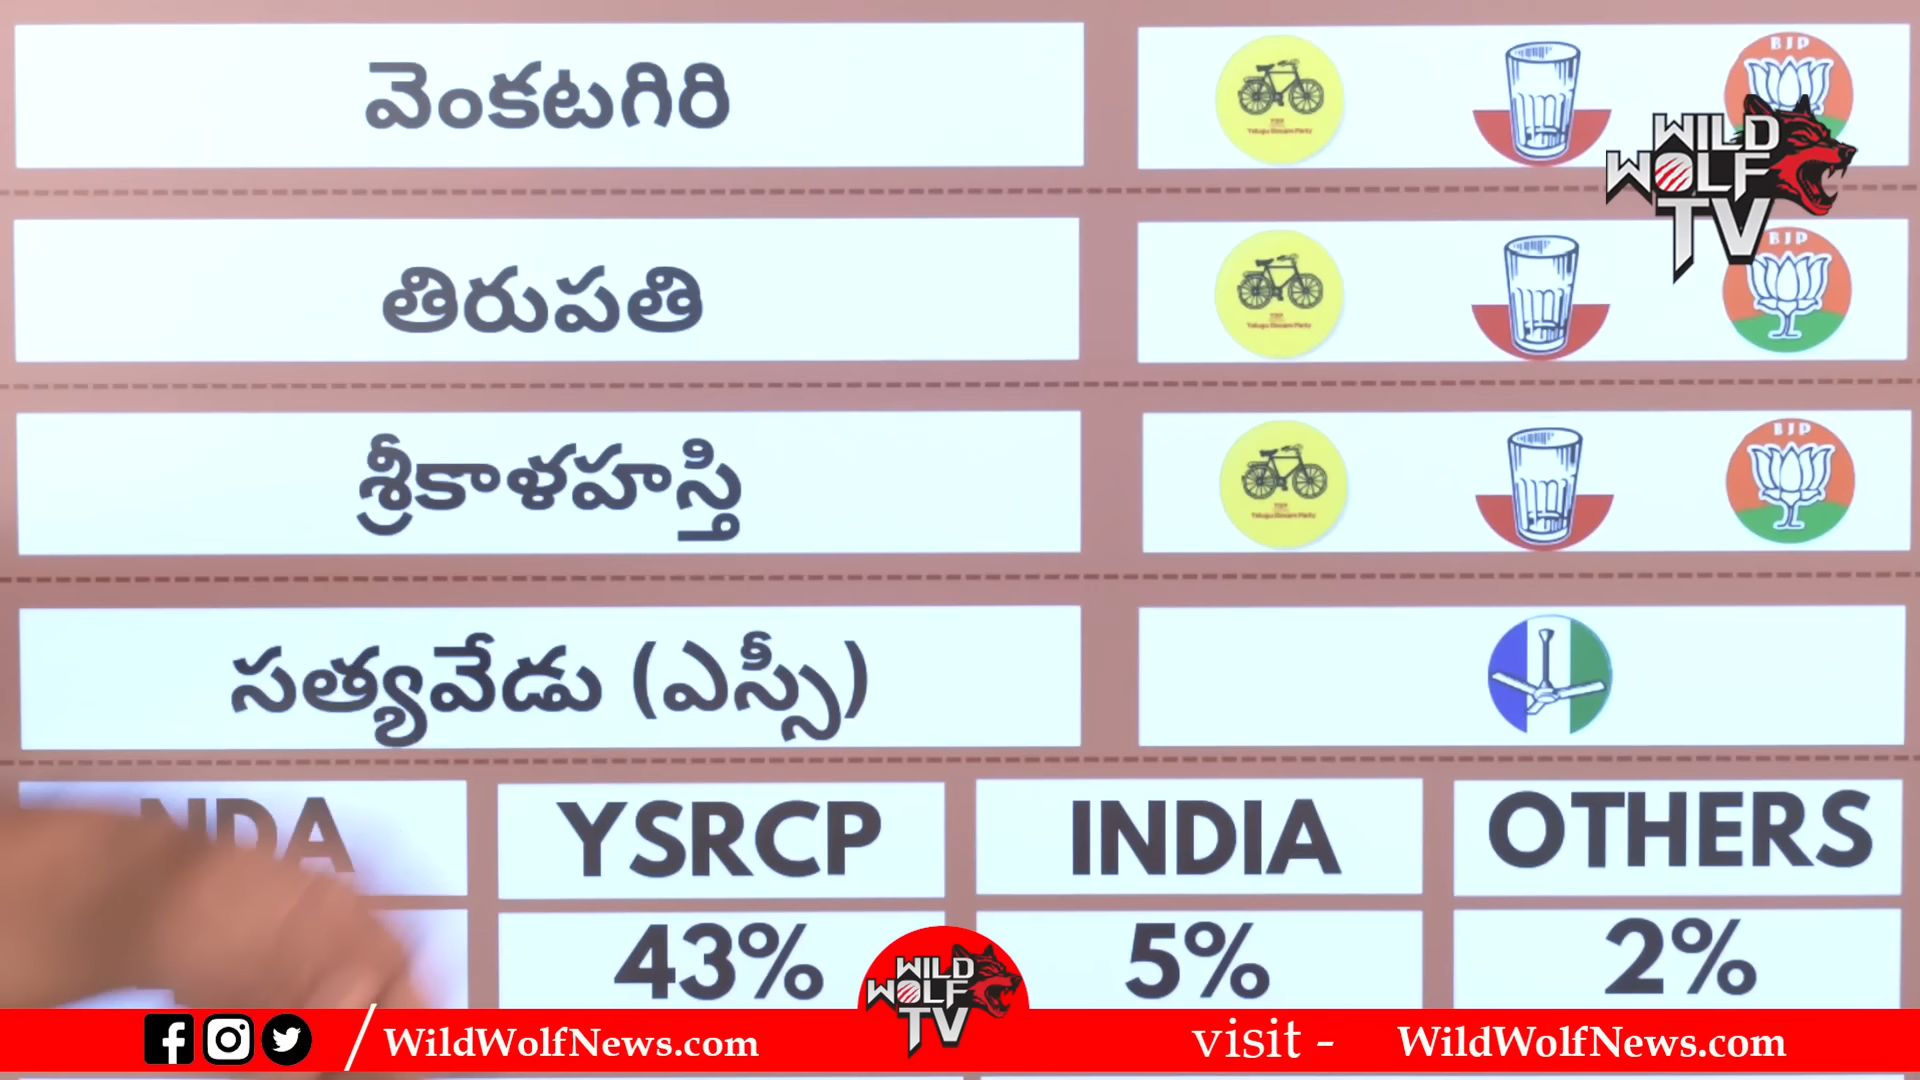 వెంకటగిరి
BJP
WILD
WOLF
TV
తిరుపతి
BJP
శ్రీకాళహస్తి
BJP
సత్యవేడు (ఎస్సీ)
NDA YSRCP INDIA OTHERS
43% 5% 2%
WILD
WOLF
TV
WildWolfNews.com visit - WildWolfNews.com